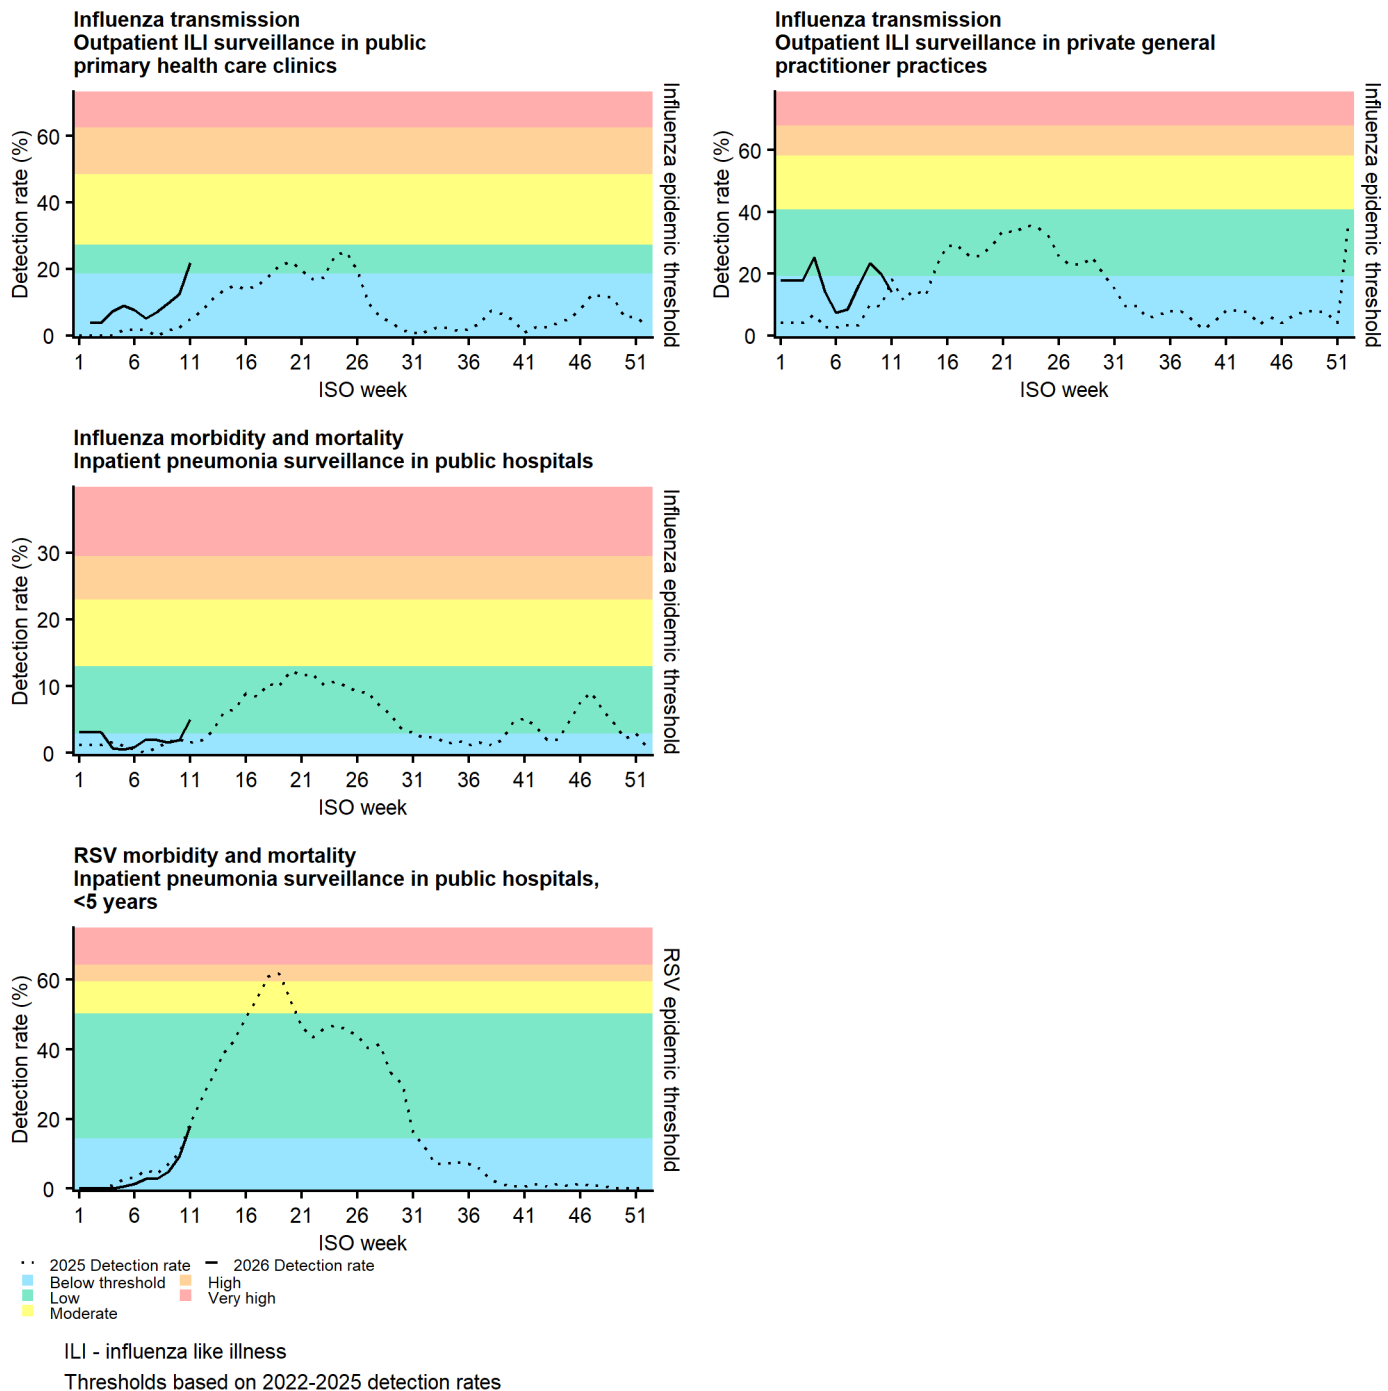 Influenza transmission
Outpatient ILI surveillance in public
primary health care clinics
Detection rate (%)
60
40
20
0
1 6 11 16 21 26 31 36 41 46 51
ISO week
Influenza epidemic threshold
Influenza transmission
Outpatient ILI surveillance in private general
practitioner practices
Detection rate (%)
60
40
20
0
1 6 11 16 21 26 31 36 41 46 51
ISO week
Influenza epidemic threshold
Influenza morbidity and mortality
Inpatient pneumonia surveillance in public hospitals
Detection rate (%)
30
20
10
0
1 6 11 16 21 26 31 36 41 46 51
ISO week
Influenza epidemic threshold
RSV morbidity and mortality
Inpatient pneumonia surveillance in public hospitals,
<5 years
Detection rate (%)
60
40
20
0
1 6 11 16 21 26 31 36 41 46 51
ISO week
RSV epidemic threshold
2025 Detection rate 2026 Detection rate
Below threshold High
Low Very high
Moderate
ILI - influenza like illness
Thresholds based on 2022-2025 detection rates